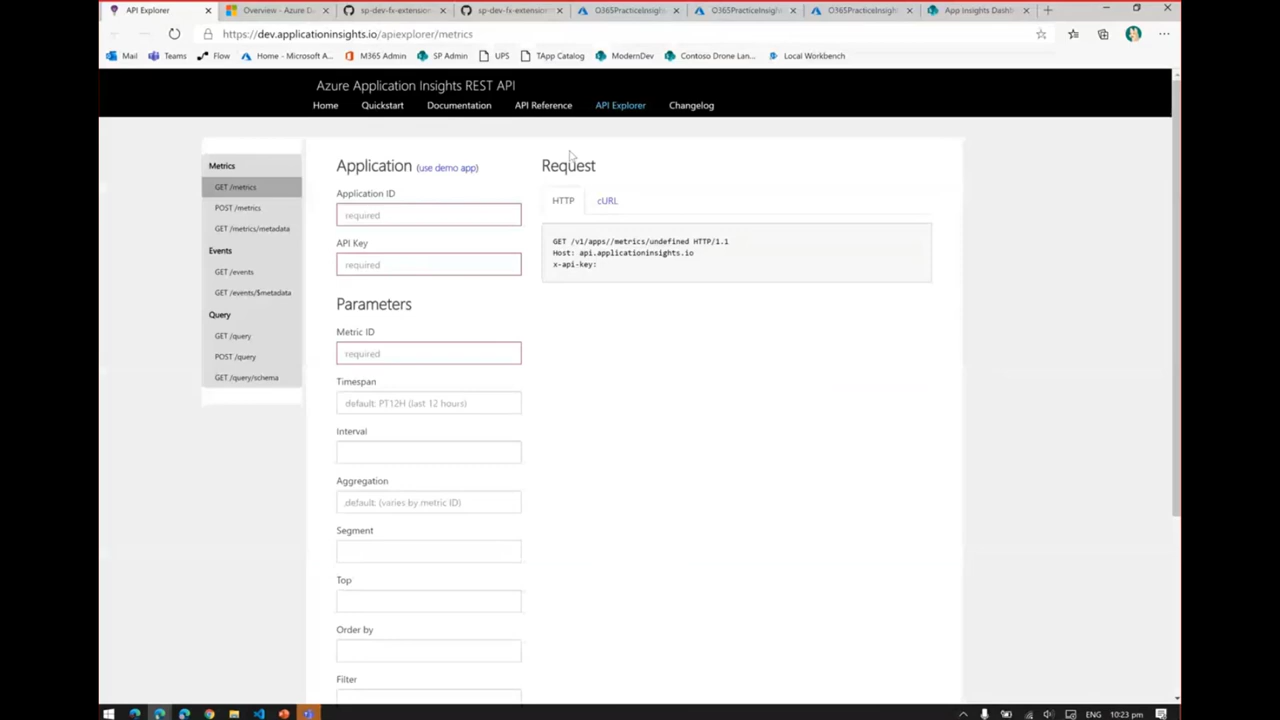 API Explorer
Overview - Azure D
sp-dev-fx-extension
sp-dev-fx-extension
O365PracticeInsigh
O365PracticeInsigh
O365PracticeInsigh
App Insights Dashb
https://dev.applicationinsights.io/apiexplorer/metrics
Mail
Teams
Flow
Home - Microsoft A...
M365 Admin
SP Admin
UPS
TApp Catalog
ModernDev
Contoso Drone Lan...
Local Workbench
Azure Application Insights REST API
Home
Quickstart
Documentation
API Reference
API Explorer
Changelog
Metrics
GET /metrics
POST /metrics
GET /metrics/metadata
Events
GET /events
GET /events/$metadata
Query
GET /query
POST /query
GET /query/schema
Application (use demo app)
Application ID
required
API Key
required
Parameters
Metric ID
required
Timespan
default: PT12H (last 12 hours)
Interval
Aggregation
default: (varies by metric ID)
Segment
Top
Order by
Filter
Request
HTTP
cURL
GET /v1/apps//metrics/undefined HTTP/1.1
Host: api.applicationinsights.io
x-api-key:
ENG
10:23 pm